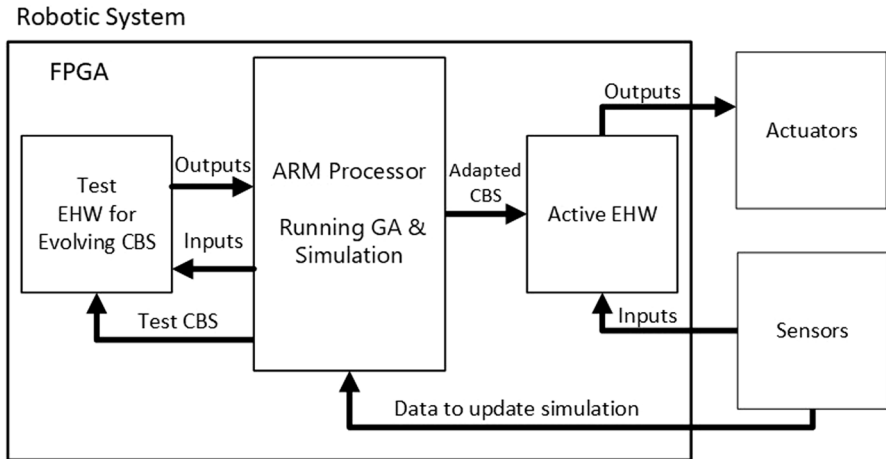 Robotic System
FPGA
Test
EHW for
Evolving CBS
Outputs
Inputs
Test CBS
ARM Processor
Running GA &
Simulation
Adapted
CBS
Active EHW
Outputs
Inputs
Actuators
Sensors
Data to update simulation